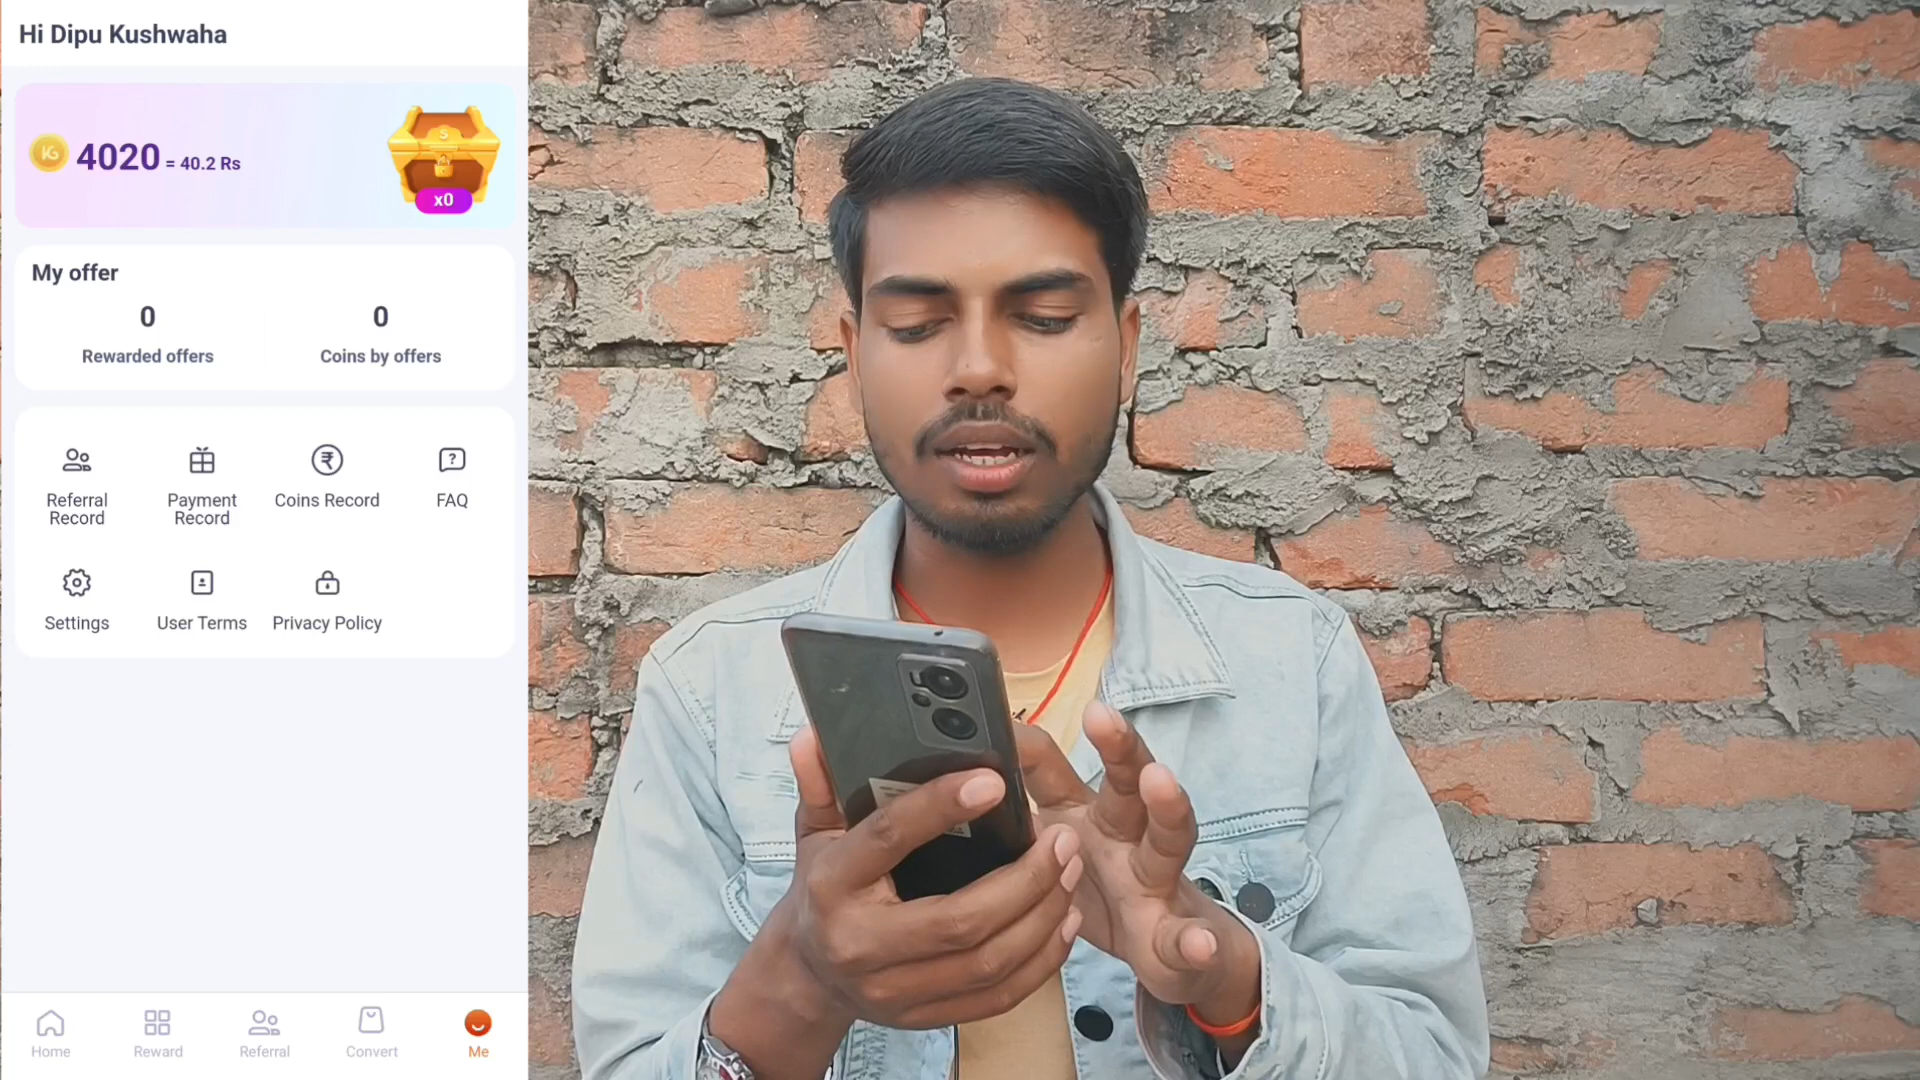 Hi Dipu Kushwaha
KG 4020 = 40.2 Rs
S
x0
My offer
0
0
Rewarded offers
Coins by offers
Referral Record
Payment Record
Coins Record
FAQ
Settings
User Terms
Privacy Policy
Home
Reward
Referral
Convert
Me